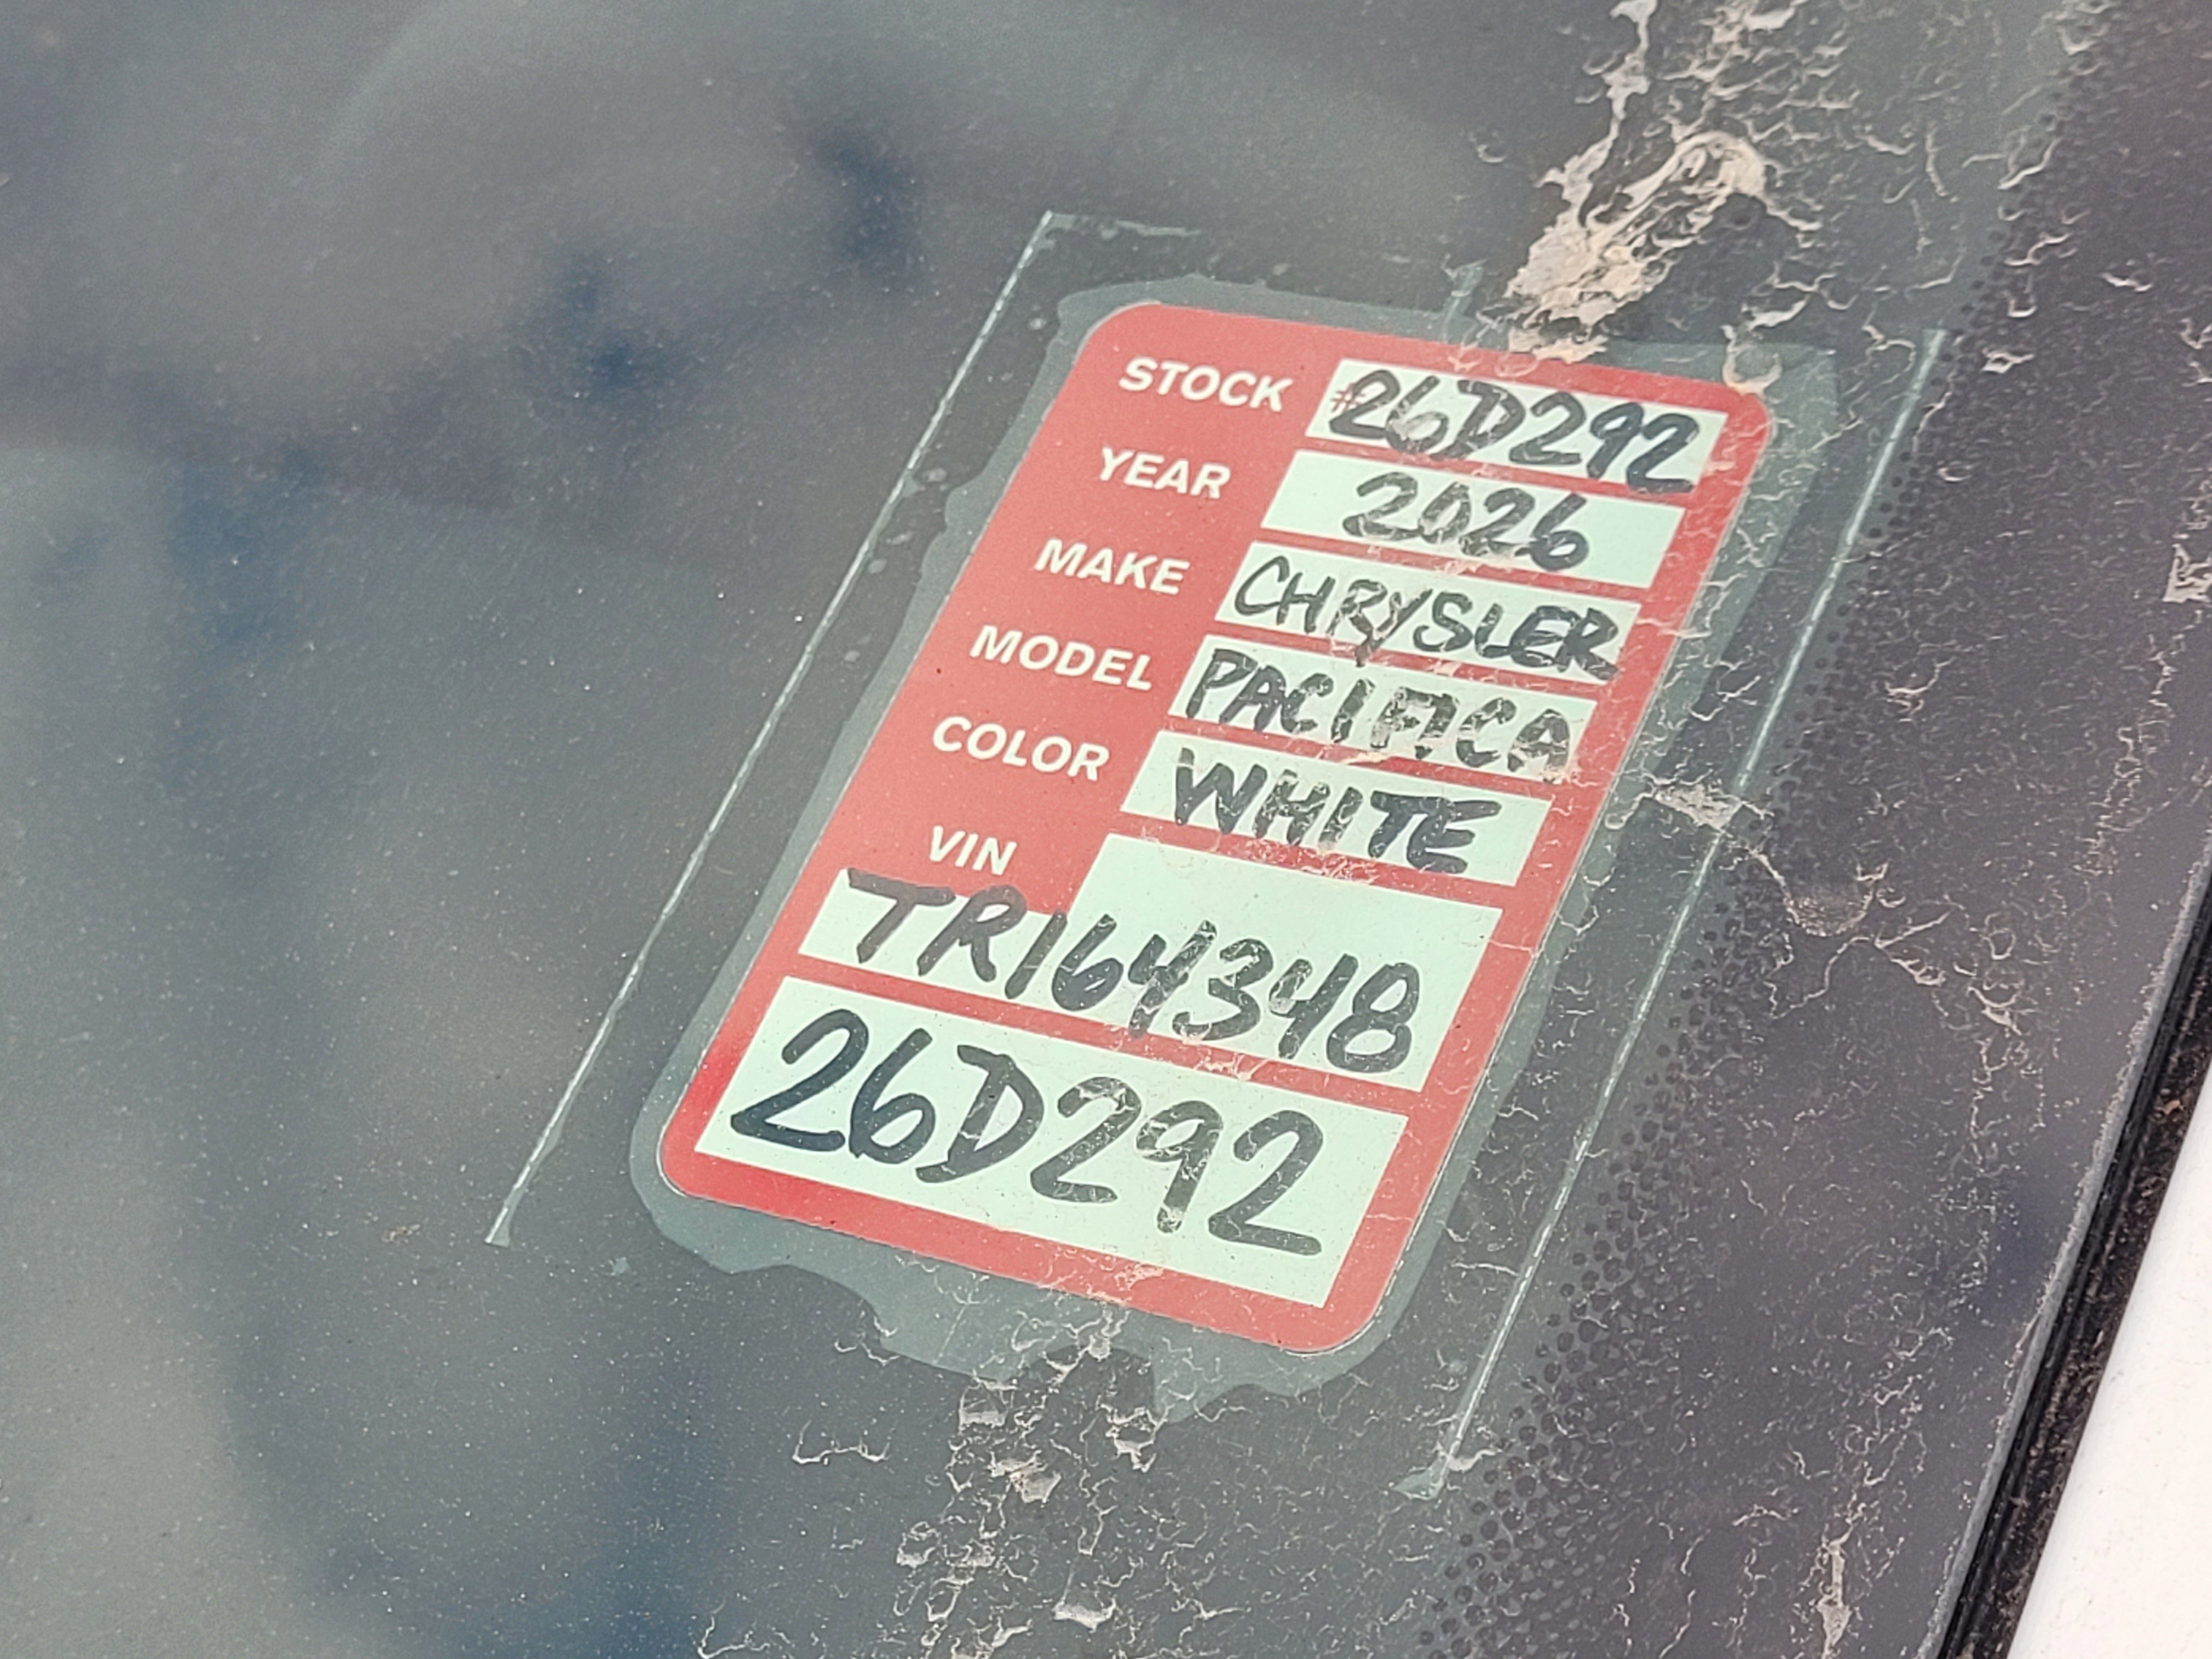 STOCK #26D292
YEAR 2026
MAKE CHRYSLER
MODEL PACIFICA
COLOR WHITE
VIN
TR164348
26D292